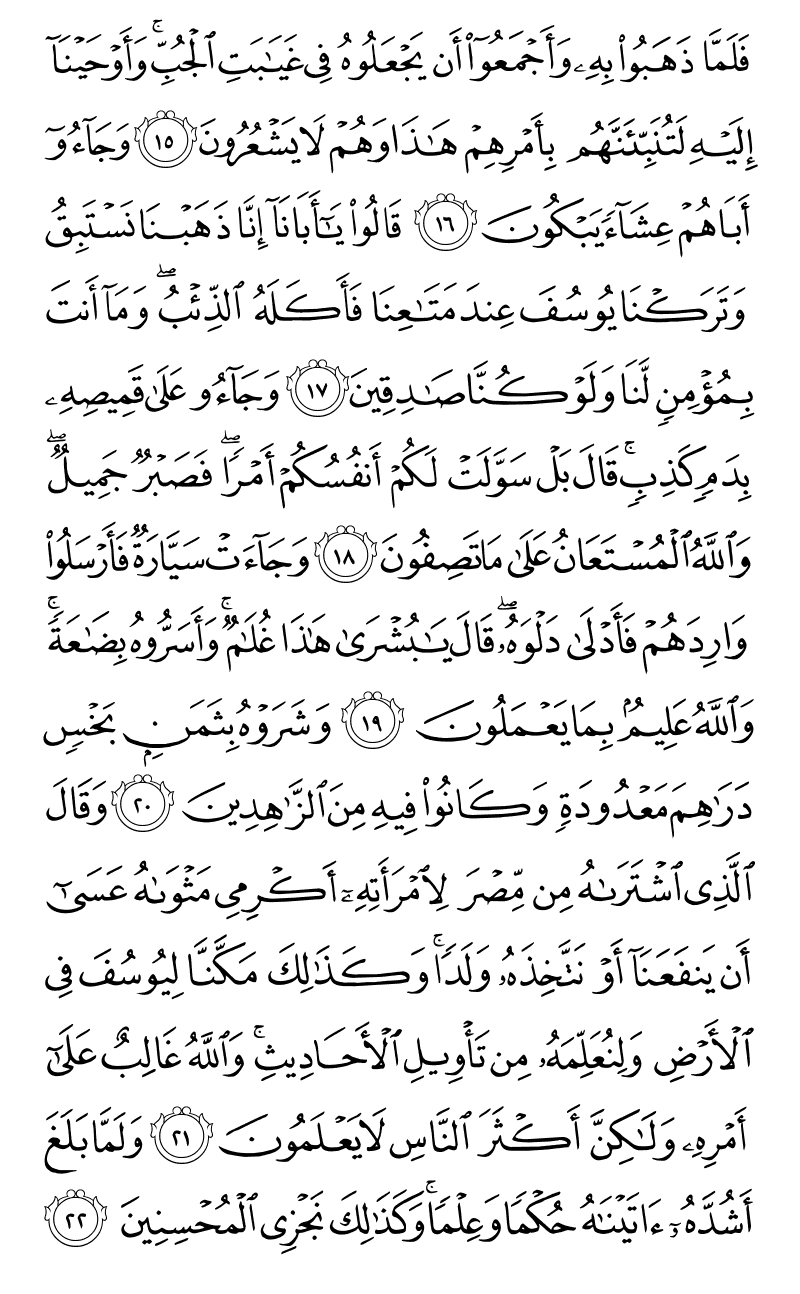 فَلَمَّا ذَهَبُوا۟ بِهِۦ وَأَجْمَعُوٓا۟ أَن يَجْعَلُوهُ فِى غَيَـٰبَتِ ٱلْجُبِّ ۚ وَأَوْحَيْنَآ
إِلَيْهِ لَتُنَبِّئَنَّهُم بِأَمْرِهِمْ هَـٰذَا وَهُمْ لَا يَشْعُرُونَ ١٥ وَجَآءُوٓ
أَبَاهُمْ عِشَآءً يَبْكُونَ ١٦ قَالُوا۟ يَـٰٓأَبَانَآ إِنَّا ذَهَبْنَا نَسْتَبِقُ
وَتَرَكْنَا يُوسُفَ عِندَ مَتَـٰعِنَا فَأَكَلَهُ ٱلذِّئْبُ ۖ وَمَآ أَنتَ
بِمُؤْمِنٍ لَّنَا وَلَوْ كُنَّا صَـٰدِقِينَ ١٧ وَجَآءُو عَلَىٰ قَمِيصِهِۦ
بِدَمٍ كَذِبٍ ۚ قَالَ بَلْ سَوَّلَتْ لَكُمْ أَنفُسُكُمْ أَمْرًا ۖ فَصَبْرٌ جَمِيلٌ ۖ
وَٱللَّهُ ٱلْمُسْتَعَانُ عَلَىٰ مَا تَصِفُونَ ١٨ وَجَآءَتْ سَيَّارَةٌ فَأَرْسَلُوا۟
وَارِدَهُمْ فَأَدْلَىٰ دَلْوَهُۥ ۖ قَالَ يَـٰبُشْرَىٰ هَـٰذَا غُلَـٰمٌ ۚ وَأَسَرُّوهُ بِضَـٰعَةً ۚ
وَٱللَّهُ عَلِيمٌۢ بِمَا يَعْمَلُونَ ١٩ وَشَرَوْهُ بِثَمَنٍۭ بَخْسٍ
دَرَٰهِمَ مَعْدُودَةٍ وَكَانُوا۟ فِيهِ مِنَ ٱلزَّٰهِدِينَ ٢٠ وَقَالَ
ٱلَّذِى ٱشْتَرَىٰهُ مِن مِّصْرَ لِٱمْرَأَتِهِۦٓ أَكْرِمِى مَثْوَىٰهُ عَسَىٰٓ
أَن يَنفَعَنَآ أَوْ نَتَّخِذَهُۥ وَلَدًا ۚ وَكَذَٰلِكَ مَكَّنَّا لِيُوسُفَ فِى
ٱلْأَرْضِ وَلِنُعَلِّمَهُۥ مِن تَأْوِيلِ ٱلْأَحَادِيثِ ۚ وَٱللَّهُ غَالِبٌ عَلَىٰٓ
أَمْرِهِۦ وَلَـٰكِنَّ أَكْثَرَ ٱلنَّاسِ لَا يَعْلَمُونَ ٢١ وَلَمَّا بَلَغَ
أَشُدَّهُۥٓ ءَاتَيْنَـٰهُ حُكْمًا وَعِلْمًا ۚ وَكَذَٰلِكَ نَجْزِى ٱلْمُحْسِنِينَ ٢٢